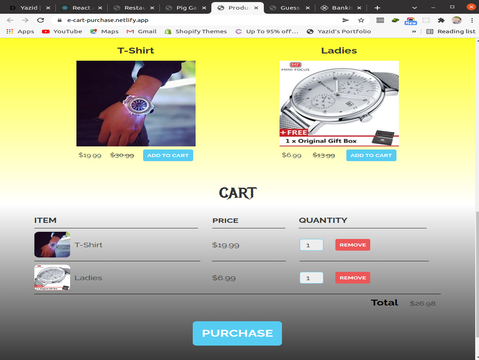 Yazid
React
Resta
Pig G
Produ
Guess
Banki
e-cart-purchase.netlify.app
Apps
YouTube
Maps
Gmail
Shopify Themes
Up To 95% off...
Yazid's Portfolio
»
Reading list
T-Shirt
Ladies
MINI FOCUS
+FREE
1 x Original Gift Box
$19.99 $30.99 ADD TO CART
$6.99 $13.99 ADD TO CART
CART
ITEM PRICE QUANTITY
T-Shirt $19.99 1 REMOVE
Ladies $6.99 1 REMOVE
Total $26.98
PURCHASE